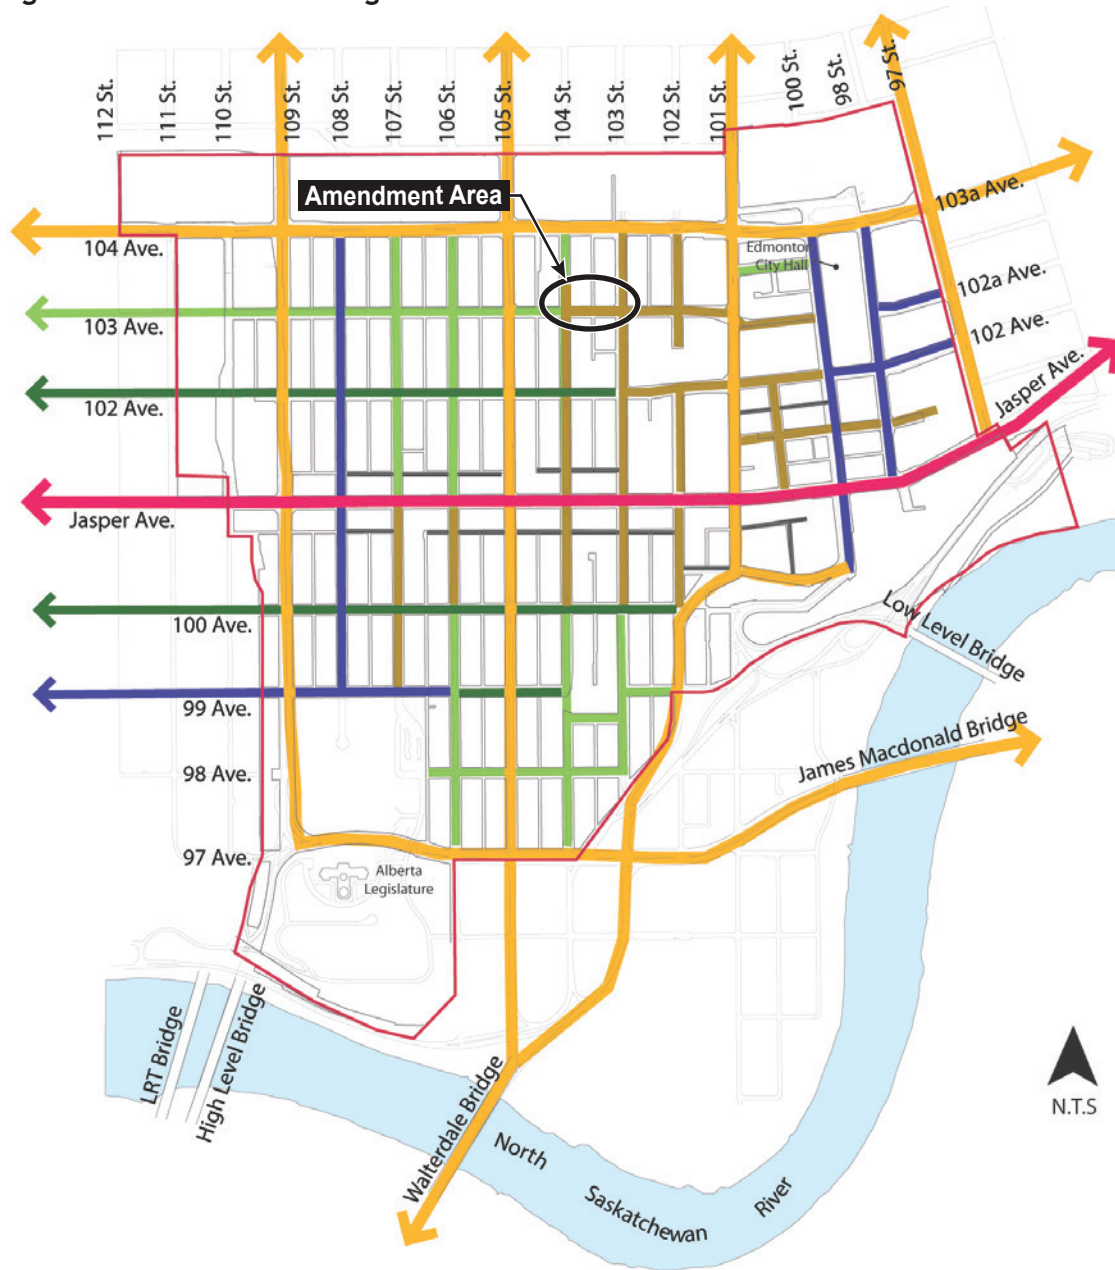 112 St.
111 St.
110 St.
109 St.
108 St.
107 St.
106 St.
105 St.
104 St.
103 St.
102 St.
101 St.
100 St.
98 St.
97 St.
Amendment Area
103a Ave.
104 Ave.
Edmonton
City Hall
102a Ave.
103 Ave.
102 Ave.
Jasper Ave.
102 Ave.
Jasper Ave.
100 Ave.
Low Level Bridge
99 Ave.
James Macdonald Bridge
98 Ave.
97 Ave.
Alberta
Legislature
LRT Bridge
High Level Bridge
Walterdale Bridge
N.T.S
North
Saskatchewan
River